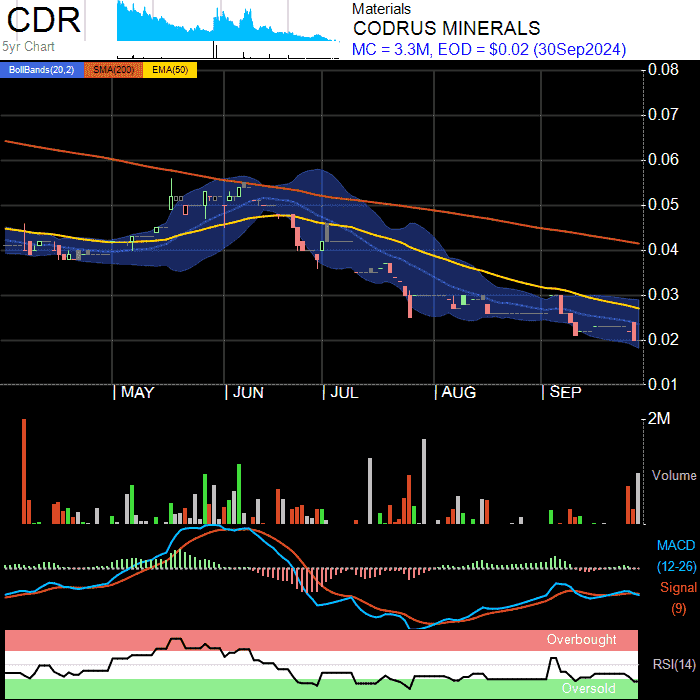 CDR
5yr Chart
Materials
CODRUS MINERALS
MC = 3.3M, EOD = $0.02 (30Sep2024)
BollBands(20,2) SMA(200) EMA(50)
0.08
0.07
0.06
0.05
0.04
0.03
0.02
0.01
MAY JUN JUL AUG SEP
2M
Volume
MACD
(12-26)
Signal
(9)
Overbought
RSI(14)
Oversold